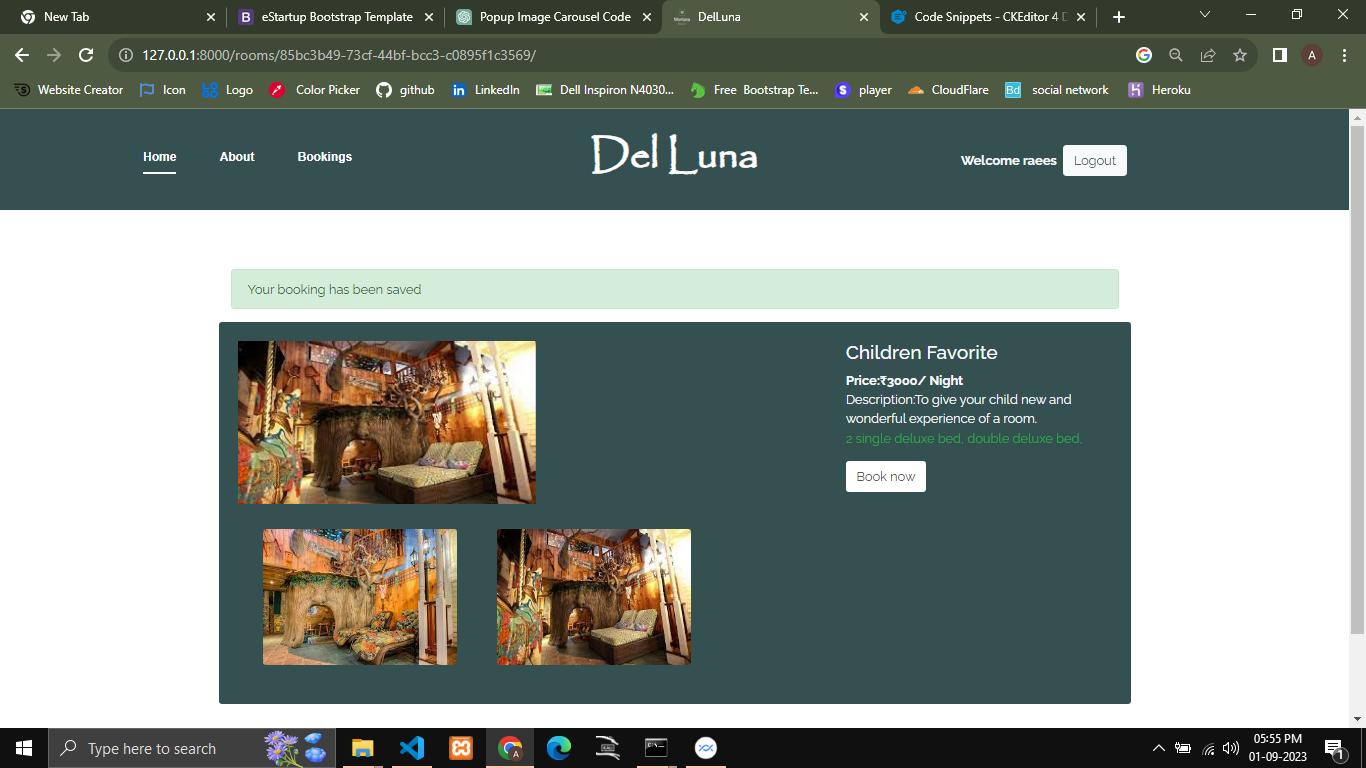 New Tab
eStartup Bootstrap Template
Popup Image Carousel Code
DelLuna
Code Snippets - CKEditor 4 D
127.0.0.1:8000/rooms/85bc3b49-73cf-44bf-bcc3-c0895f1c3569/
A
Website Creator
Icon
Logo
Color Picker
github
LinkedIn
Dell Inspiron N4030...
Free Bootstrap Te...
player
CloudFlare
Bd social network
Heroku
Home
About
Bookings
Del Luna
Welcome raees
Logout
Your booking has been saved
Children Favorite
Price:₹3000/ Night
Description:To give your child new and
wonderful experience of a room.
2 single deluxe bed, double deluxe bed,
Book now
Type here to search
05:55 PM
01-09-2023
1